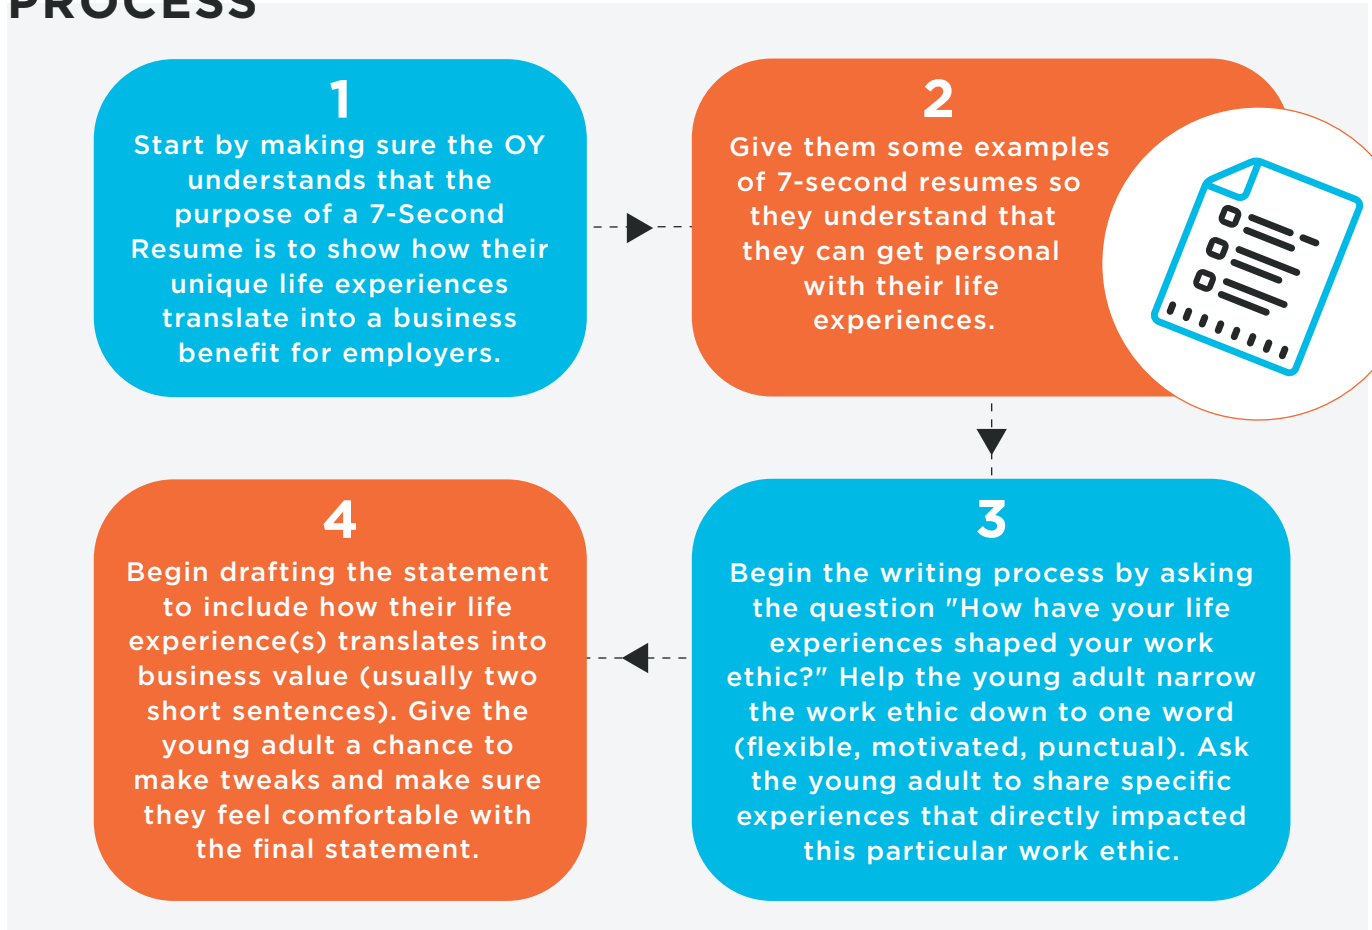 PROCESS
1
Start by making sure the OY
understands that the
purpose of a 7-Second
Resume is to show how their
unique life experiences
translate into a business
benefit for employers.
2
Give them some examples
of 7-second resumes so
they understand that
they can get personal
with their life
experiences.
3
Begin the writing process by asking
the question "How have your life
experiences shaped your work
ethic?" Help the young adult narrow
the work ethic down to one word
(flexible, motivated, punctual). Ask
the young adult to share specific
experiences that directly impacted
this particular work ethic.
4
Begin drafting the statement
to include how their life
experience(s) translates into
business value (usually two
short sentences). Give the
young adult a chance to
make tweaks and make sure
they feel comfortable with
the final statement.